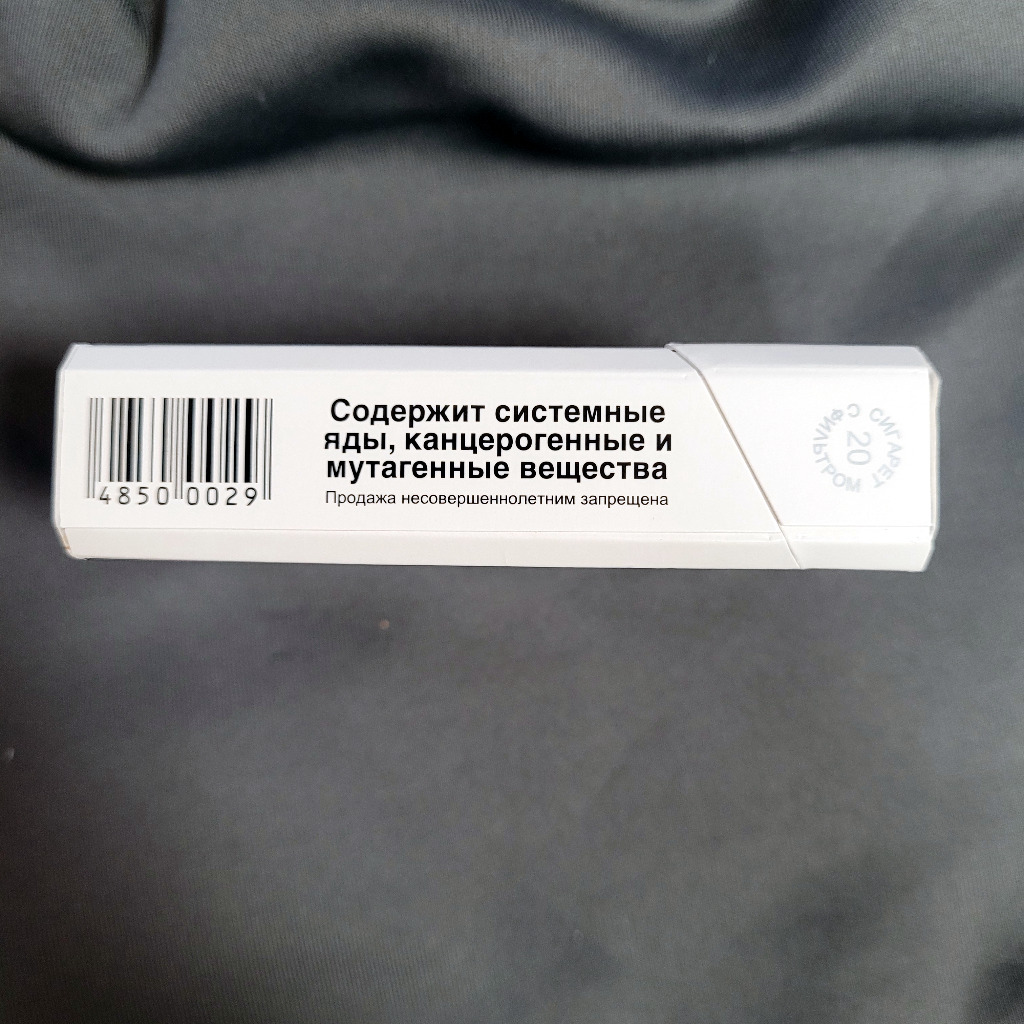 Содержит системные
яды, канцерогенные и
мутагенные вещества
Продажа несовершеннолетним запрещена
4850 0029
20 СИГАРЕТ
С ФИЛЬТРОМ